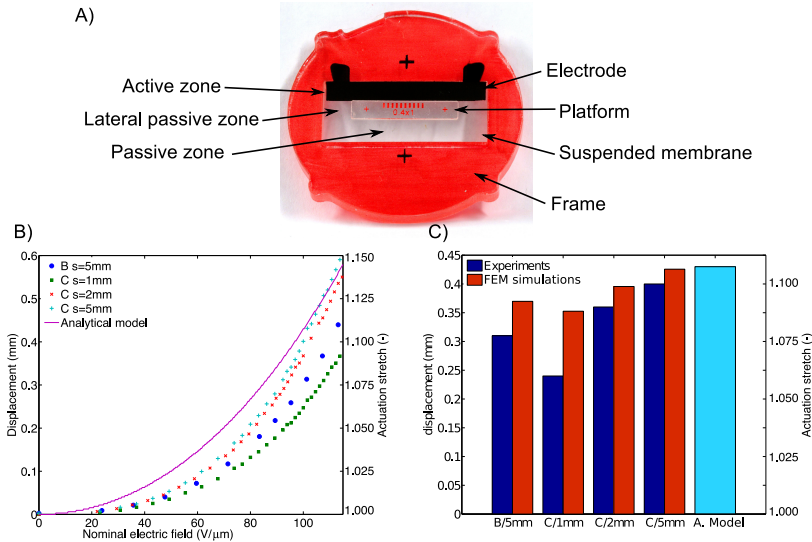 A)
Active zone
Lateral passive zone
Passive zone
Electrode
Platform
Suspended membrane
Frame
0.4x1
B)
Displacement (mm)
0.6
0.5
0.4
0.3
0.2
0.1
0
B s=5mm
C s=1mm
C s=2mm
C s=5mm
Analytical model
1.150
1.125
1.100
1.075
1.050
1.025
1.000
Actuation stretch (-)
0 20 40 60 80 100
Nominal electric field (V/μm)
C)
displacement (mm)
0.45
0.4
0.35
0.3
0.25
0.2
0.15
0.1
0.05
0
Experiments
FEM simulations
1.100
1.075
1.050
1.025
1.000
Actuation stretch (-)
B/5mm C/1mm C/2mm C/5mm A. Model